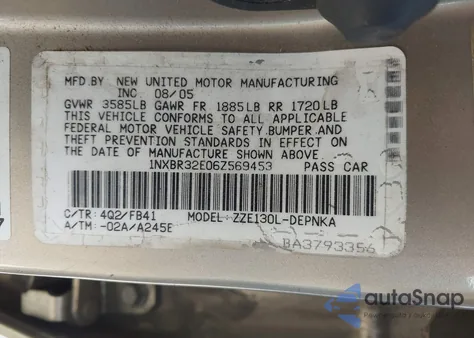 MFD BY NEW UNITED MOTOR MANUFACTURING
INC 08/05
GVWR 3585LB GAWR FR 1885LB RR 1720LB
THIS VEHICLE CONFORMS TO ALL APPLICABLE
FEDERAL MOTOR VEHICLE SAFETY,BUMPER,AND
THEFT PREVENTION STANDARDS IN EFFECT ON
THE DATE OF MANUFACTURE SHOWN ABOVE.
1NXBR32E06Z569453 PASS CAR
C/TR: 4Q2/FB41 MODEL: ZZE130L-DEPNKA
A/TM: -02A/A245E
BA3793356
autoSnap